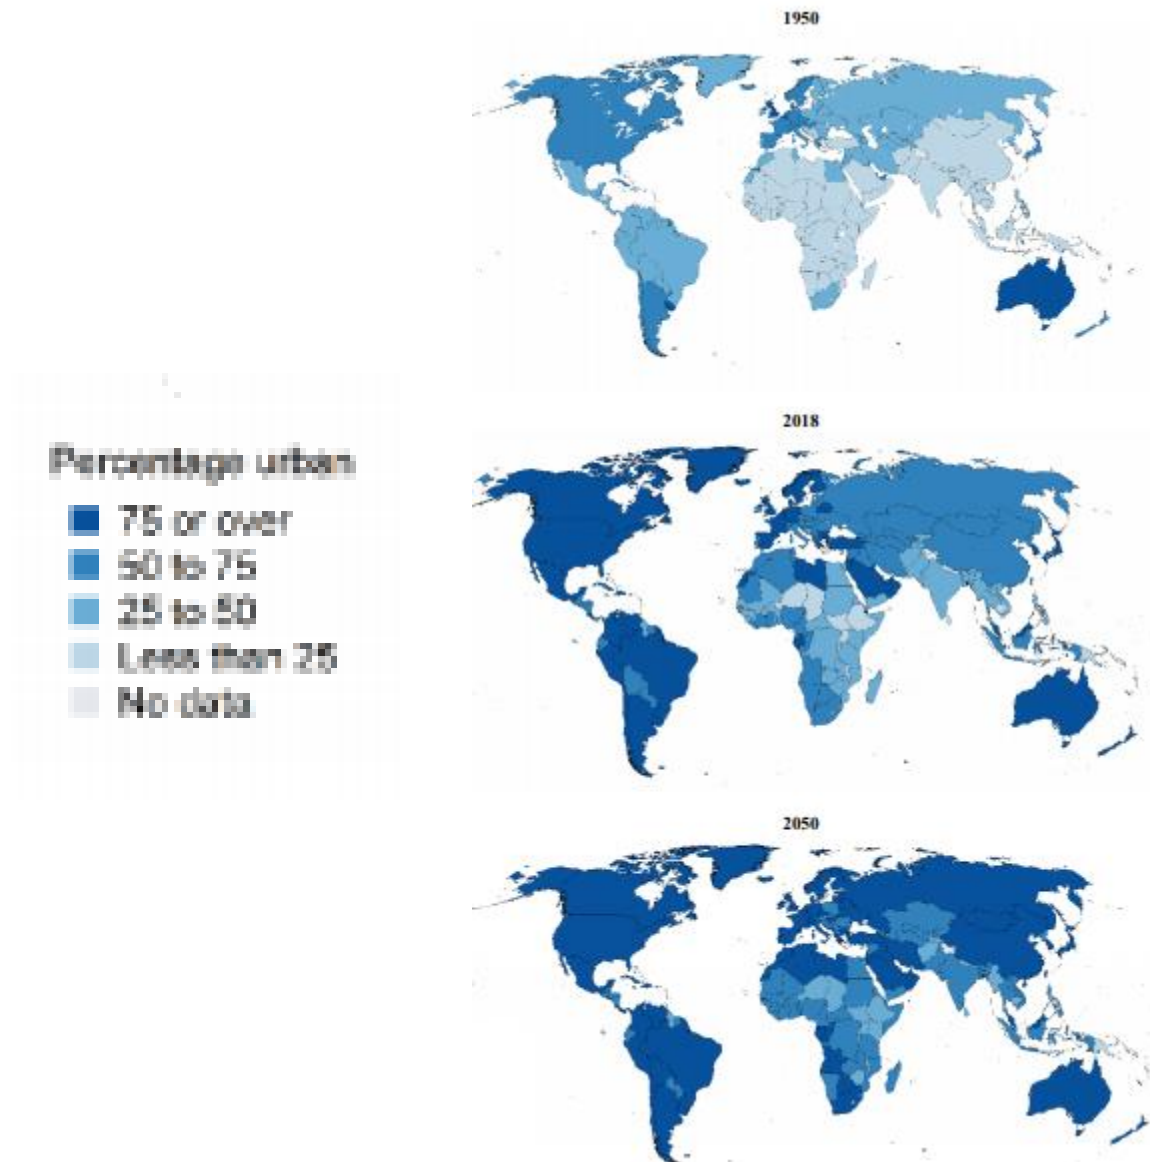 1950
2018
Percentage urban
75 or over
50 to 75
25 to 50
Less than 25
No data
2050